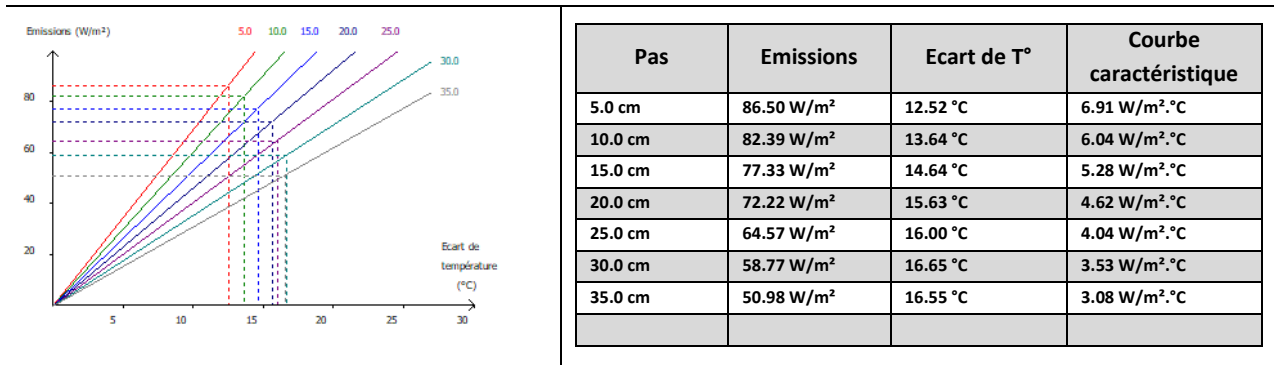 Emissions (W/m²)
5.0 10.0 15.0 20.0 25.0
30.0
35.0
80
60
40
20
Ecart de
température
(°C)
5 10 15 20 25 30
Pas Emissions Ecart de T° Courbe
caractéristique
5.0 cm 86.50 W/m² 12.52 °C 6.91 W/m².°C
10.0 cm 82.39 W/m² 13.64 °C 6.04 W/m².°C
15.0 cm 77.33 W/m² 14.64 °C 5.28 W/m².°C
20.0 cm 72.22 W/m² 15.63 °C 4.62 W/m².°C
25.0 cm 64.57 W/m² 16.00 °C 4.04 W/m².°C
30.0 cm 58.77 W/m² 16.65 °C 3.53 W/m².°C
35.0 cm 50.98 W/m² 16.55 °C 3.08 W/m².°C